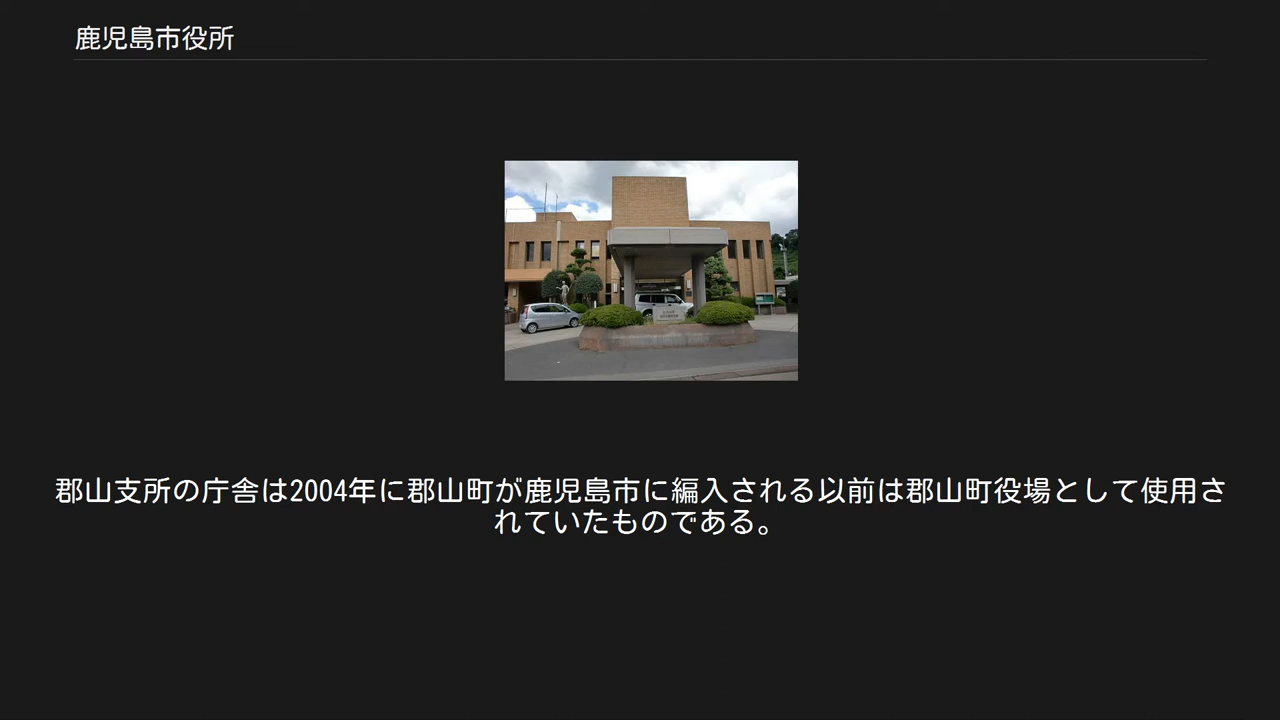 鹿児島市役所
郡山支所の庁舎は2004年に郡山町が鹿児島市に編入される以前は郡山町役場として使用さ
れていたものである。